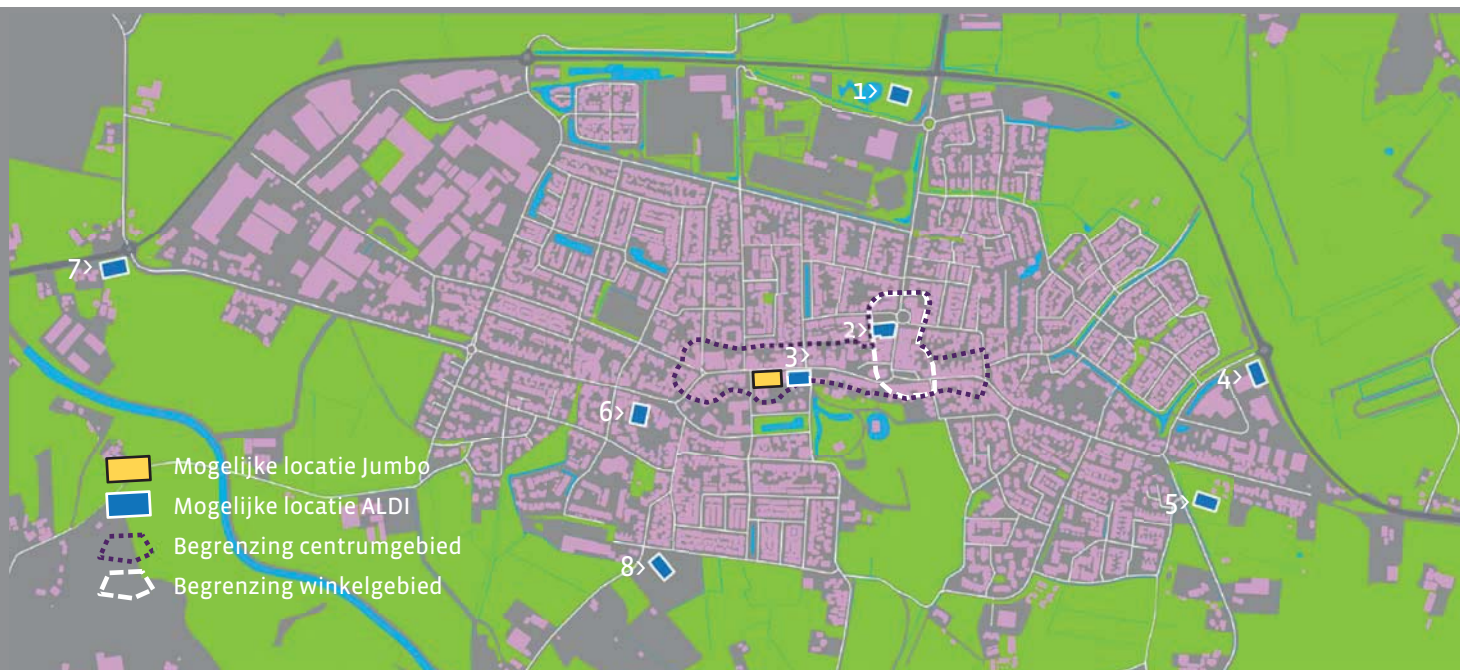 1>
2>
3>
4>
5>
6>
7>
8>
Mogelijke locatie Jumbo
Mogelijke locatie ALDI
Begrenzing centrumgebied
Begrenzing winkelgebied